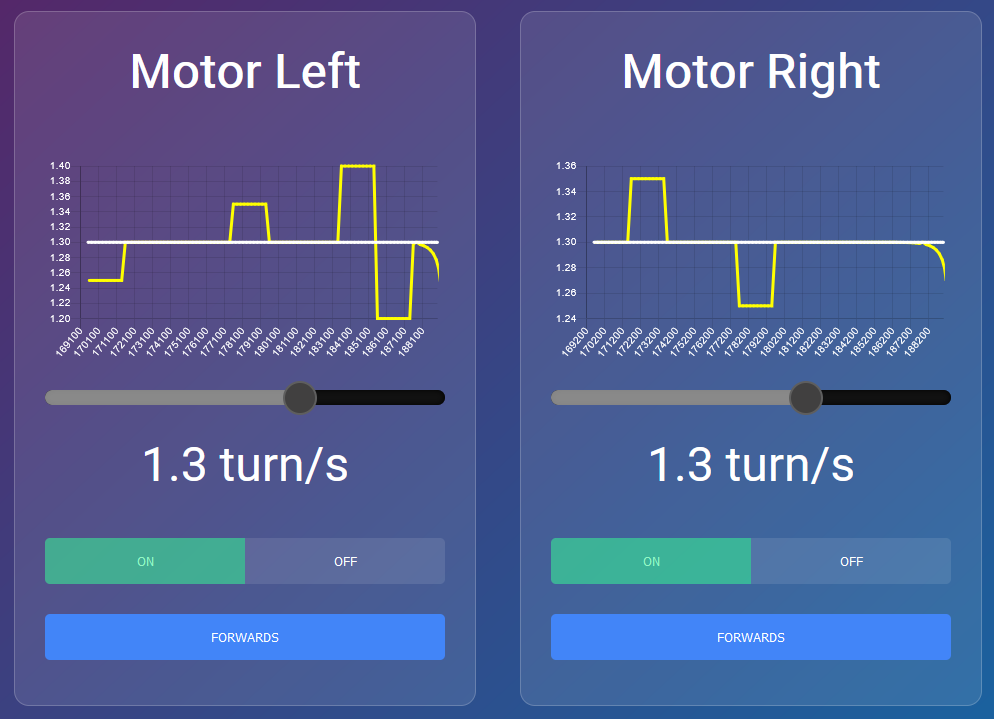 Motor Left
1.40
1.38
1.36
1.34
1.32
1.30
1.28
1.26
1.24
1.22
1.20
169100 170100 171100 172100 173100 174100 175100 176100 177100 178100 179100 180100 181100 182100 183100 184100 185100 186100 187100 188100
1.3 turn/s
ON OFF
FORWARDS
Motor Right
1.36
1.34
1.32
1.30
1.28
1.26
1.24
169200 170200 171200 172200 173200 174200 175200 176200 177200 178200 179200 180200 181200 182200 183200 184200 185200 186200 187200 188200
1.3 turn/s
ON OFF
FORWARDS